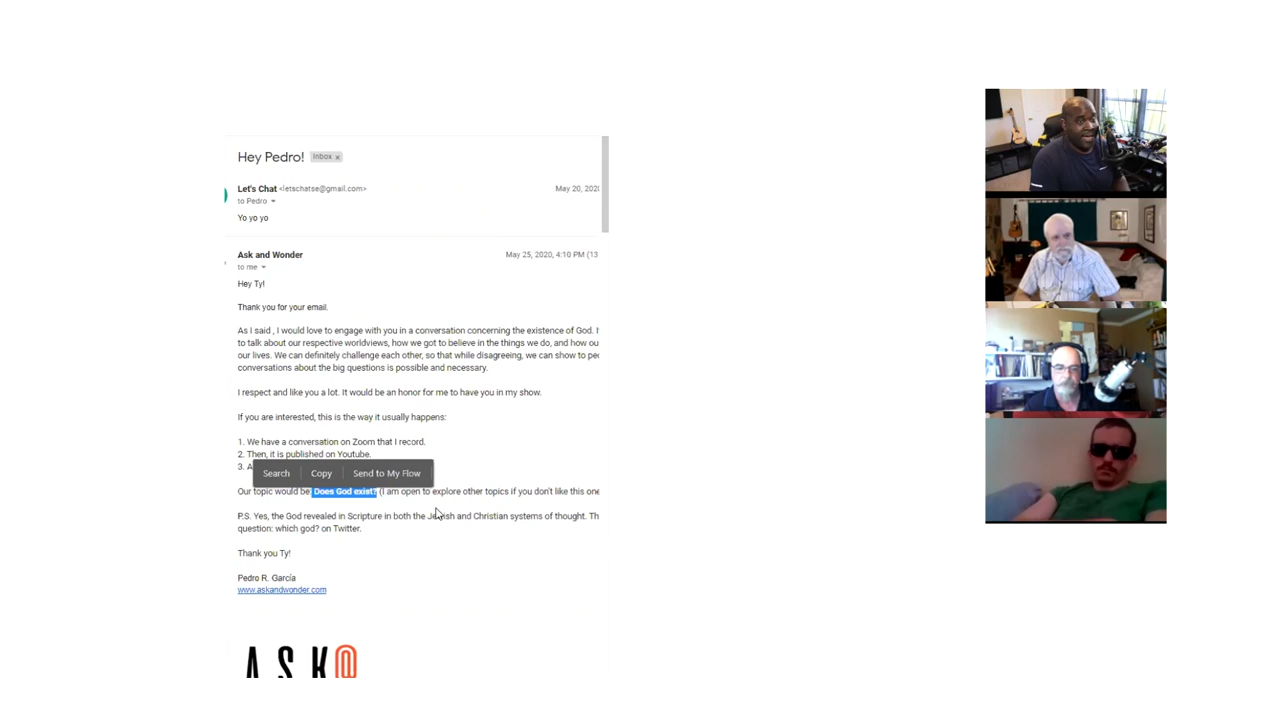 Hey Pedro! Inbox x
Let's Chat <letschatse@gmail.com> May 20, 202
to Pedro
Yo yo yo
Ask and Wonder May 25, 2020, 4:10 PM (13
to me
Hey Ty!
Thank you for your email.
As I said , I would love to engage with you in a conversation concerning the existence of God. I
to talk about our respective worldviews, how we got to believe in the things we do, and how ou
our lives. We can definitely challenge each other, so that while disagreeing, we can show to pe
conversations about the big questions is possible and necessary.
I respect and like you a lot. It would be an honor for me to have you in my show.
If you are interested, this is the way it usually happens:
1. We have a conversation on Zoom that I record.
2. Then, it is published on Youtube.
3. A
Search Copy Send to My Flow
Our topic would be: Does God exist? (I am open to explore other topics if you don't like this one
P.S. Yes, the God revealed in Scripture in both the Jewish and Christian systems of thought. Th
question: which god? on Twitter.
Thank you Ty!
Pedro R. García
www.askandwonder.com
ASK@